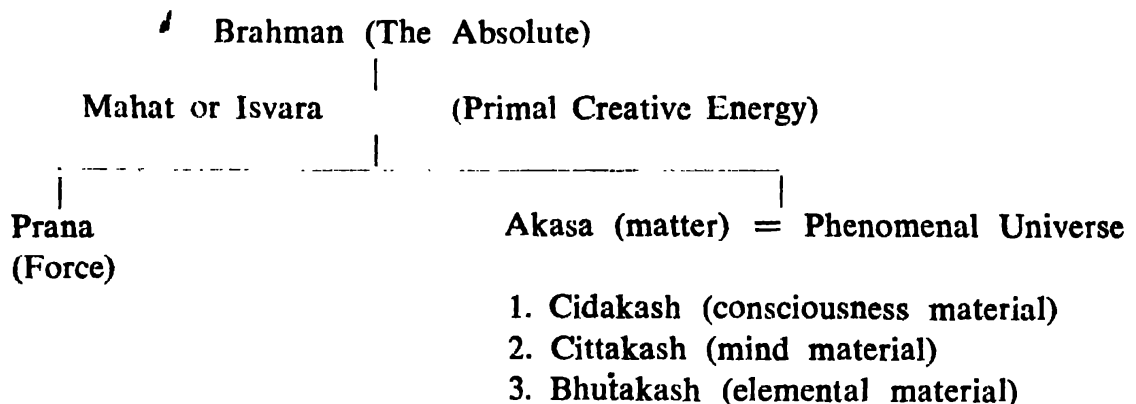 Brahman (The Absolute)
Mahat or Isvara (Primal Creative Energy)
Prana Akasa (matter) = Phenomenal Universe
(Force)
1. Cidakash (consciousness material)
2. Cittakash (mind material)
3. Bhutakash (elemental material)